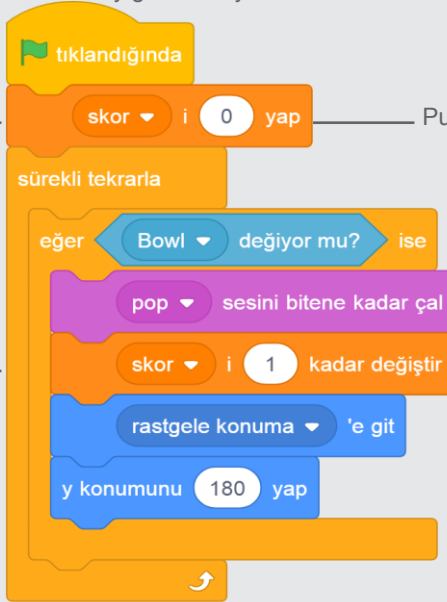 tıklandığında
skor i 0 yap
Pu
sürekli tekrarla
eğer Bowl değiyor mu? ise
pop sesini bitene kadar çal
skor i 1 kadar değiştir
rastgele konuma 'e git
y konumunu 180 yap